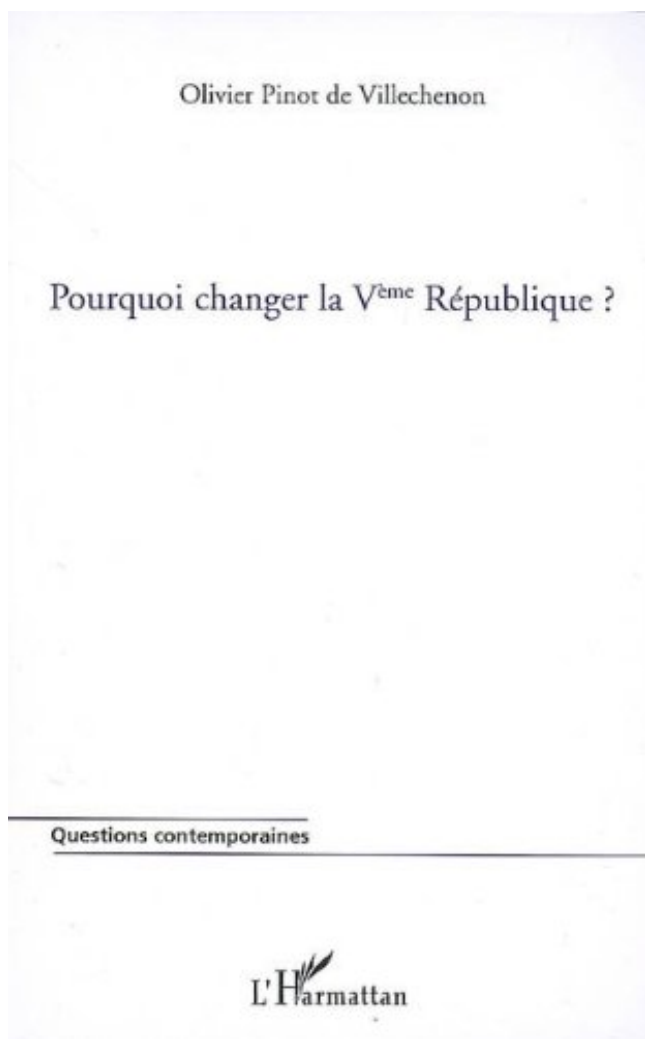 Olivier Pinot de Villechenon
Pourquoi changer la Vème République ?
Questions contemporaines
L'Harmattan